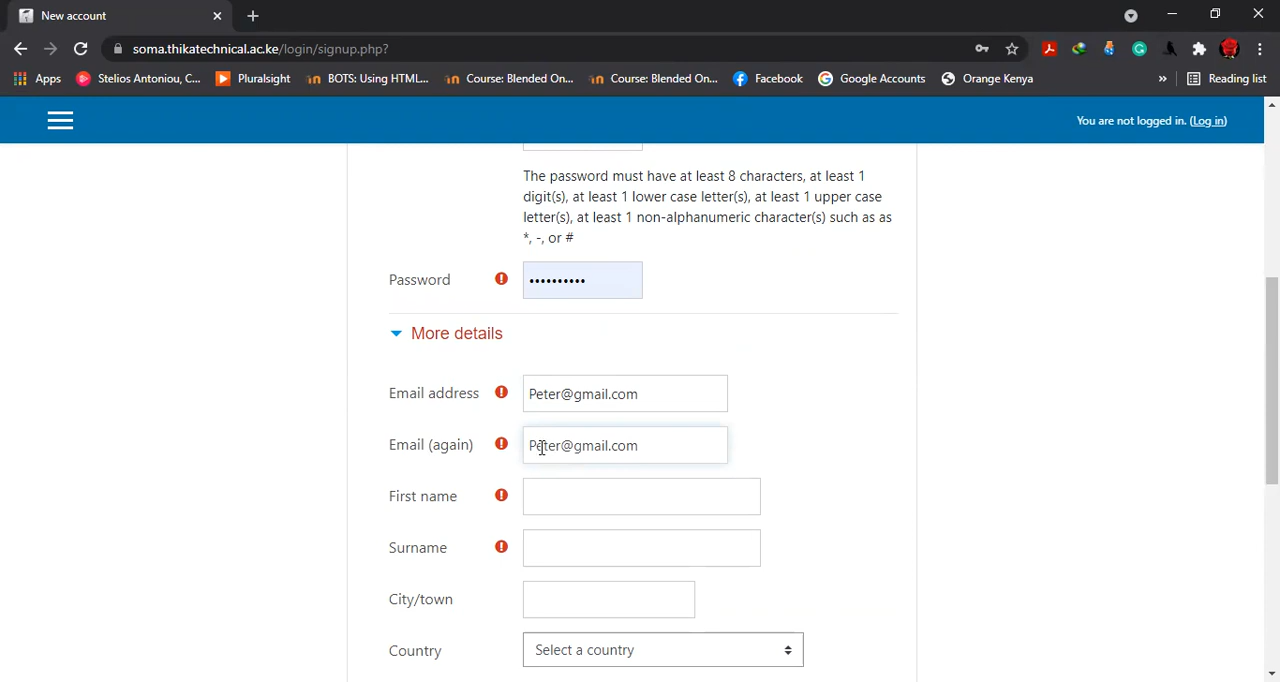 New account
soma.thikatechnical.ac.ke/login/signup.php?
Apps
Stelios Antoniou, C...
Pluralsight
BOTS: Using HTML...
Course: Blended On...
Course: Blended On...
Facebook
Google Accounts
Orange Kenya
»
Reading list
You are not logged in. (Log in)
The password must have at least 8 characters, at least 1
digit(s), at least 1 lower case letter(s), at least 1 upper case
letter(s), at least 1 non-alphanumeric character(s) such as as
*, -, or #
Password
••••••••••
More details
Email address
Peter@gmail.com
Email (again)
Peter@gmail.com
First name
Surname
City/town
Country
Select a country